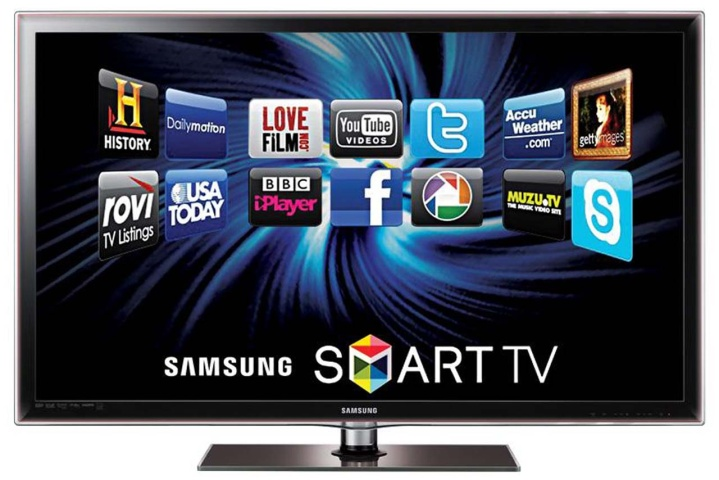 H
HISTORY
Dailymotion
LOVE
FiLM.COM
You Tube
VIDEOS
t
Accu
Weather
.com
gettyimages
rovi
TV Listings
USA
TODAY
BBC
iPlayer
f
MUZU.TV
THE MUSIC VIDEO SITE
S
SAMSUNG SMART TV
SAMSUNG